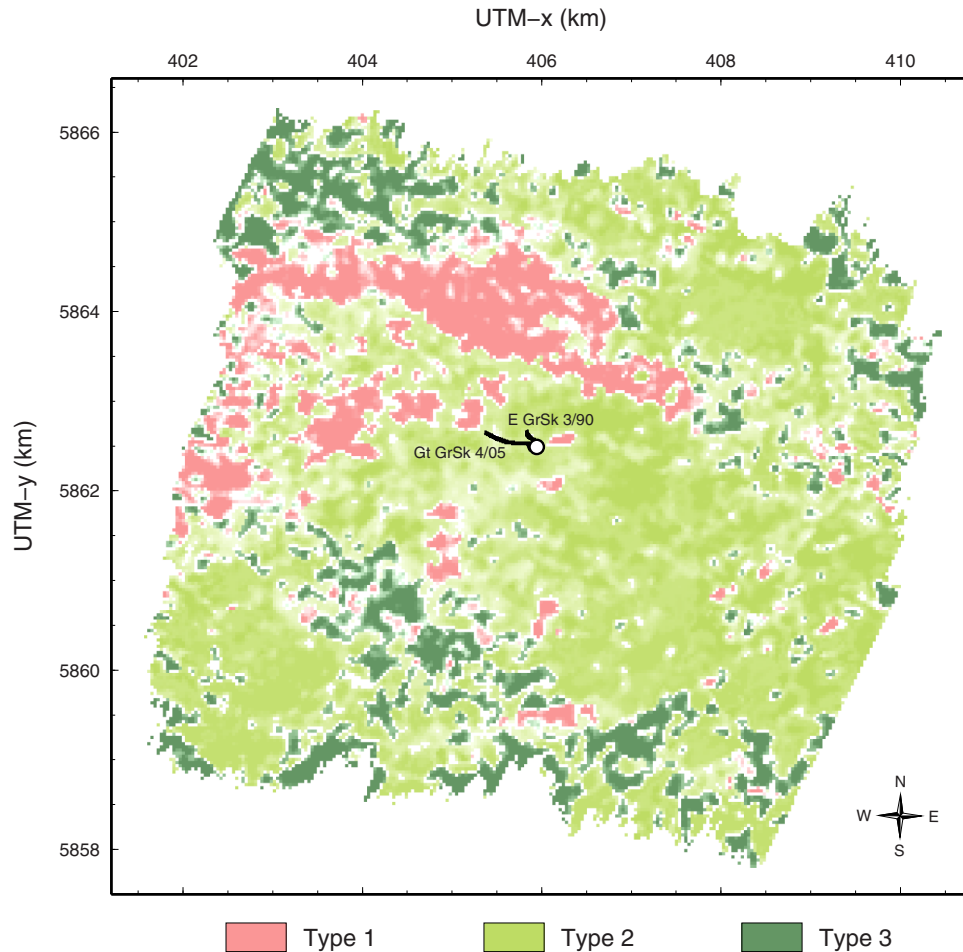 UTM−x (km)
402 404 406 408 410
5866
5864
5862
5860
5858
UTM−y (km)
E GrSk 3/90
Gt GrSk 4/05
N
W E
S
Type 1 Type 2 Type 3